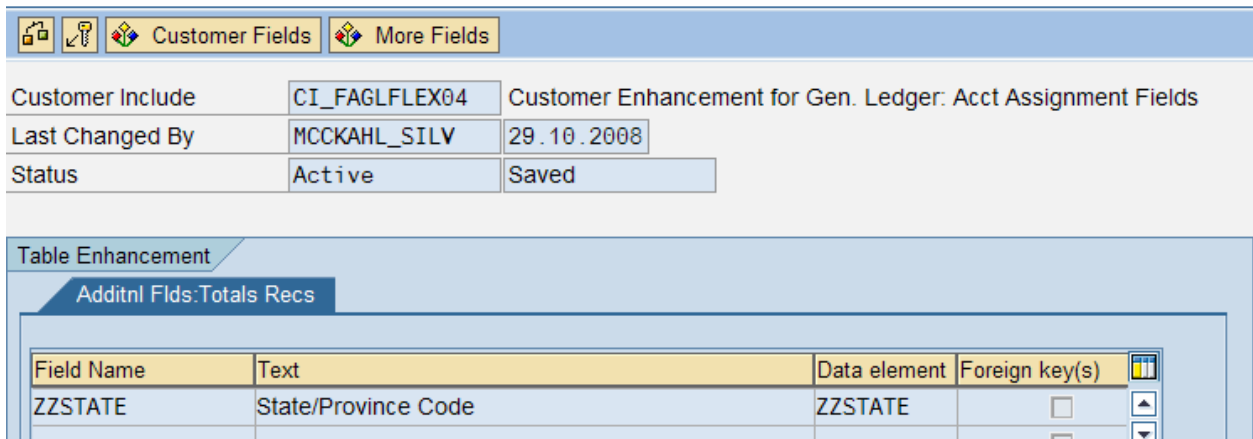 Customer Fields More Fields
Customer Include CI_FAGLFLEX04 Customer Enhancement for Gen. Ledger: Acct Assignment Fields
Last Changed By MCCKAHL_SILV 29.10.2008
Status Active Saved
Table Enhancement
Additnl Flds:Totals Recs
Field Name Text Data element Foreign key(s)
ZZSTATE State/Province Code ZZSTATE